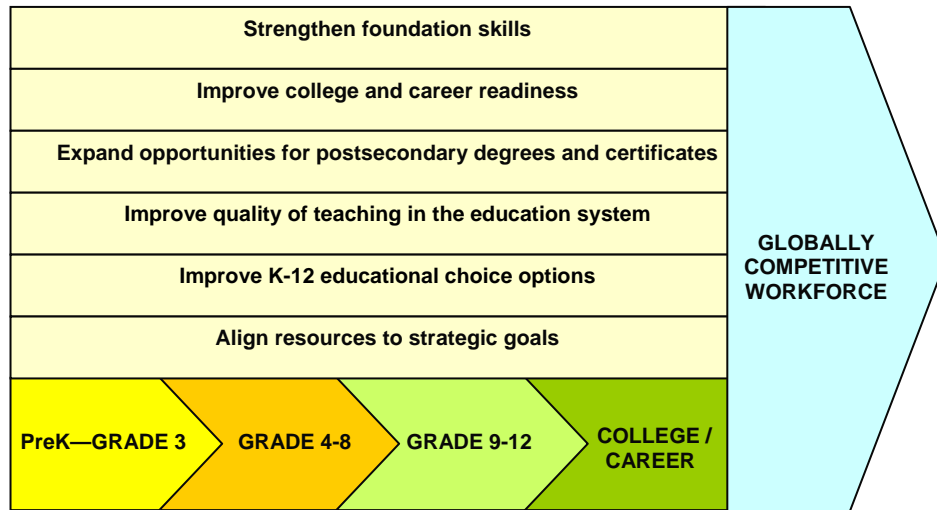 Strengthen foundation skills
Improve college and career readiness
Expand opportunities for postsecondary degrees and certificates
Improve quality of teaching in the education system
Improve K-12 educational choice options
Align resources to strategic goals
GLOBALLY
COMPETITIVE
WORKFORCE
PreK—GRADE 3
GRADE 4-8
GRADE 9-12
COLLEGE /
CAREER